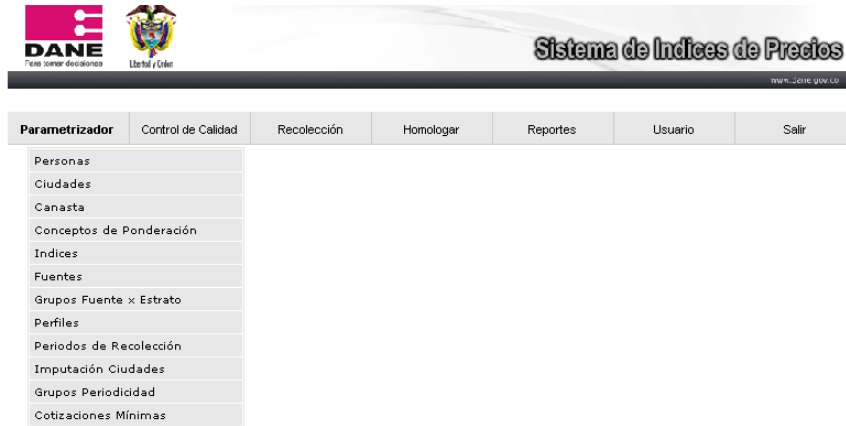 DANE
Para tomar decisiones
Libertad y Orden
Sistema de Indices de Precios
www.dane.gov.co
Parametrizador Control de Calidad Recolección Homologar Reportes Usuario Salir
Personas
Ciudades
Canasta
Conceptos de Ponderación
Indices
Fuentes
Grupos Fuente x Estrato
Perfiles
Periodos de Recolección
Imputación Ciudades
Grupos Periodicidad
Cotizaciones Mínimas